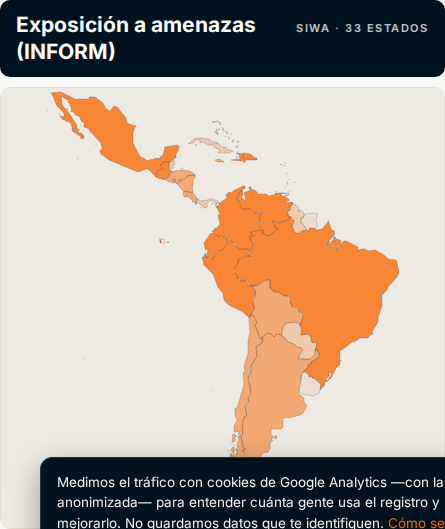 Exposición a amenazas
(INFORM)
SIWA · 33 ESTADOS
Medimos el tráfico con cookies de Google Analytics —con la
anonimizada— para entender cuánta gente usa el registro y
mejorarlo. No guardamos datos que te identifiquen. Cómo se